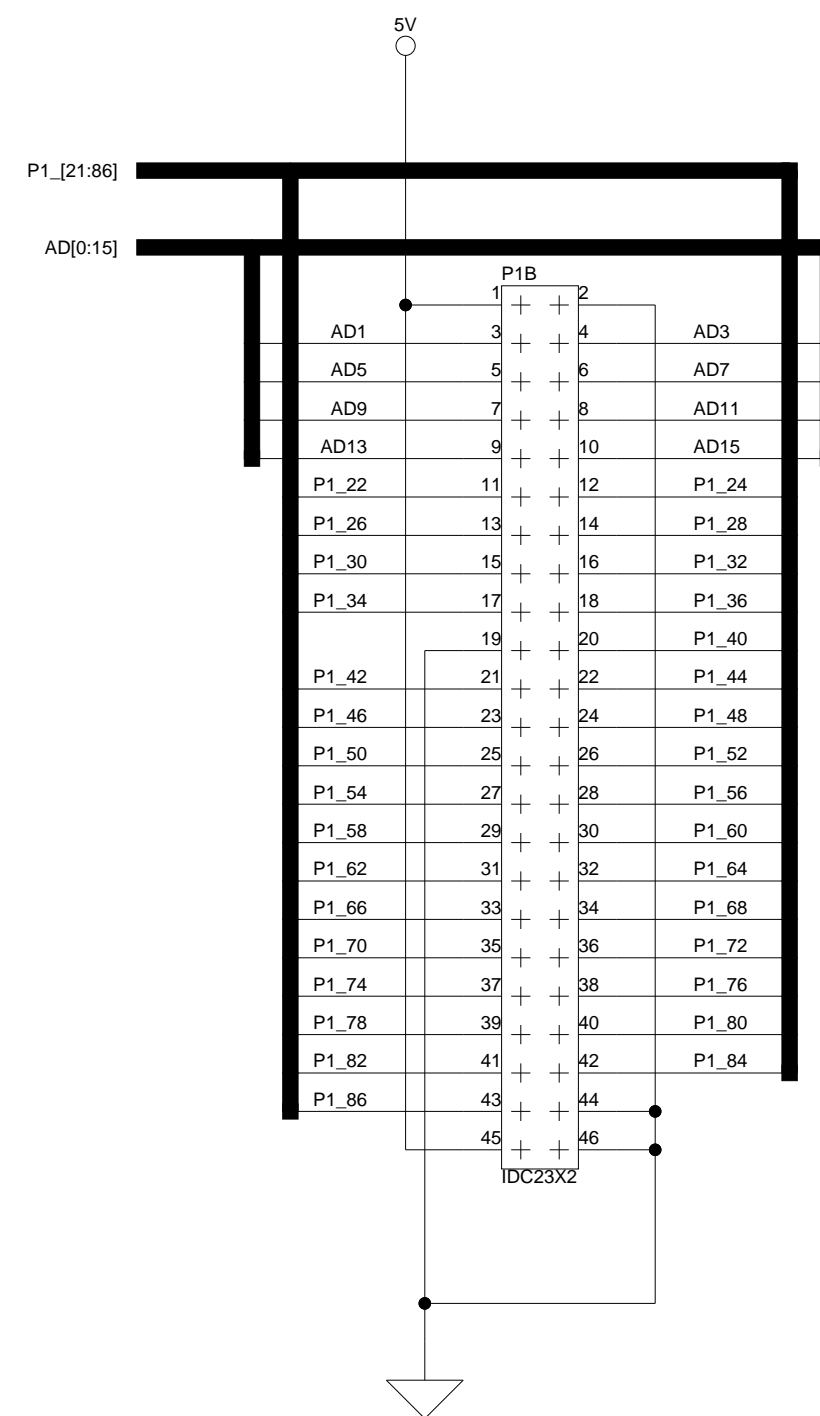 5V
P1_[21:86]
AD[0:15]
P1B
1 2
AD1 3 4 AD3
AD5 5 6 AD7
AD9 7 8 AD11
AD13 9 10 AD15
P1_22 11 12 P1_24
P1_26 13 14 P1_28
P1_30 15 16 P1_32
P1_34 17 18 P1_36
19 20 P1_40
P1_42 21 22 P1_44
P1_46 23 24 P1_48
P1_50 25 26 P1_52
P1_54 27 28 P1_56
P1_58 29 30 P1_60
P1_62 31 32 P1_64
P1_66 33 34 P1_68
P1_70 35 36 P1_72
P1_74 37 38 P1_76
P1_78 39 40 P1_80
P1_82 41 42 P1_84
P1_86 43 44
45 46
IDC23X2